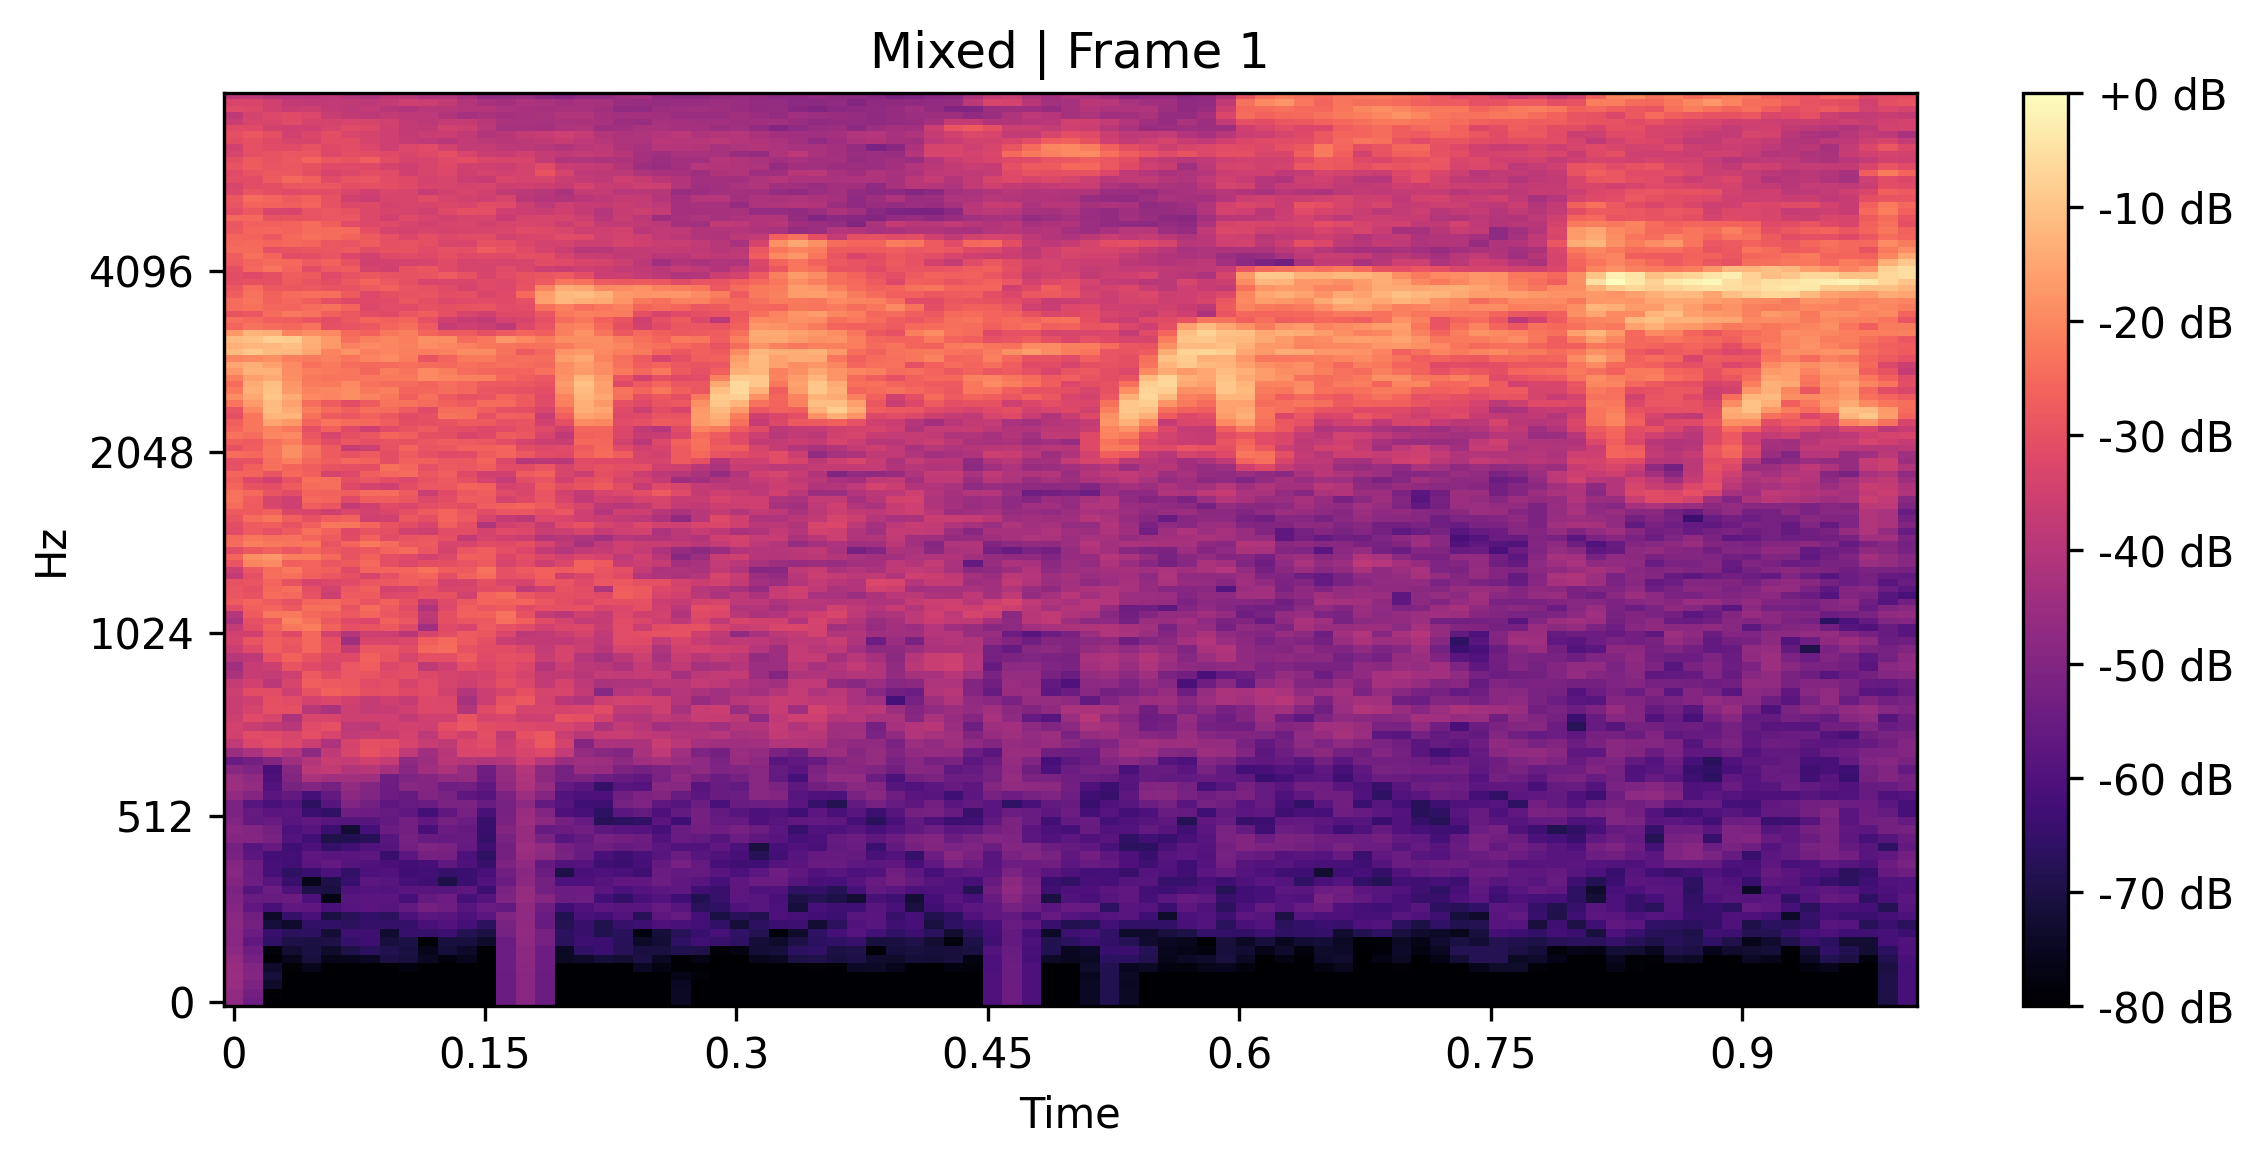 Mixed | Frame 1
Hz
4096
2048
1024
512
0
0
0.15
0.3
0.45
0.6
0.75
0.9
Time
+0 dB
-10 dB
-20 dB
-30 dB
-40 dB
-50 dB
-60 dB
-70 dB
-80 dB